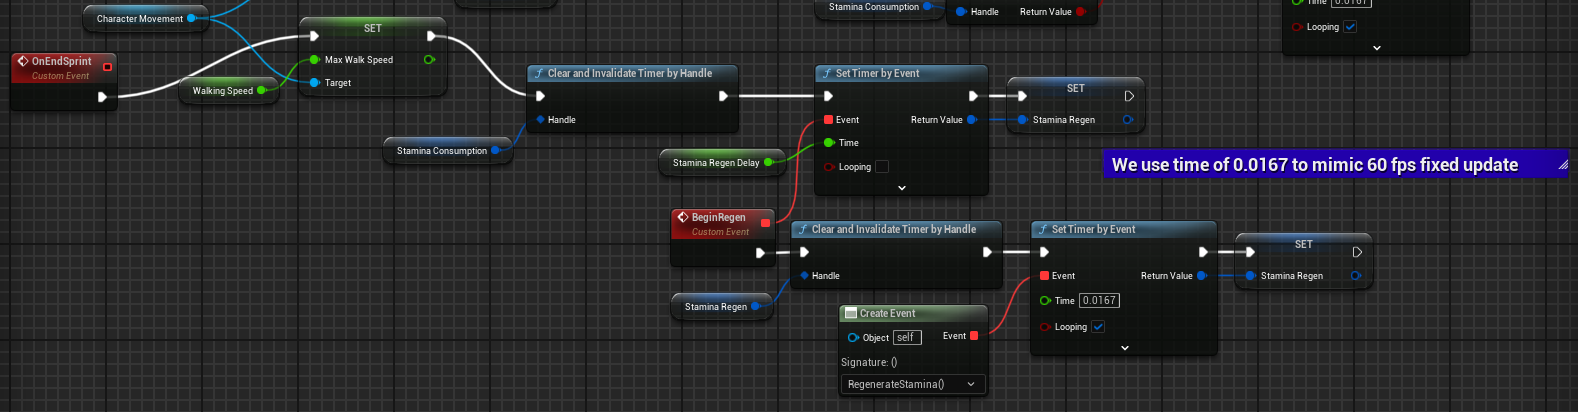 Character Movement
Stamina Consumption
Handle
Return Value
Time
0.0167
Looping
SET
Max Walk Speed
Target
OnEndSprint
Custom Event
Walking Speed
Clear and Invalidate Timer by Handle
Handle
Stamina Consumption
Set Timer by Event
Event
Return Value
Time
Looping
Stamina Regen Delay
SET
Stamina Regen
We use time of 0.0167 to mimic 60 fps fixed update
BeginRegen
Custom Event
Clear and Invalidate Timer by Handle
Handle
Stamina Regen
Set Timer by Event
Event
Return Value
Time 0.0167
Looping
SET
Stamina Regen
Create Event
Object self
Event
Signature: ()
RegenerateStamina()